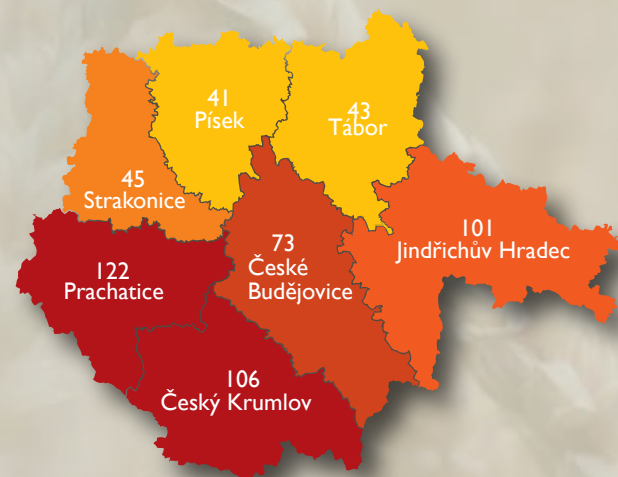 41
Písek
43
Tábor
45
Strakonice
101
Jindřichův Hradec
73
České
Budějovice
122
Prachatice
106
Český Krumlov